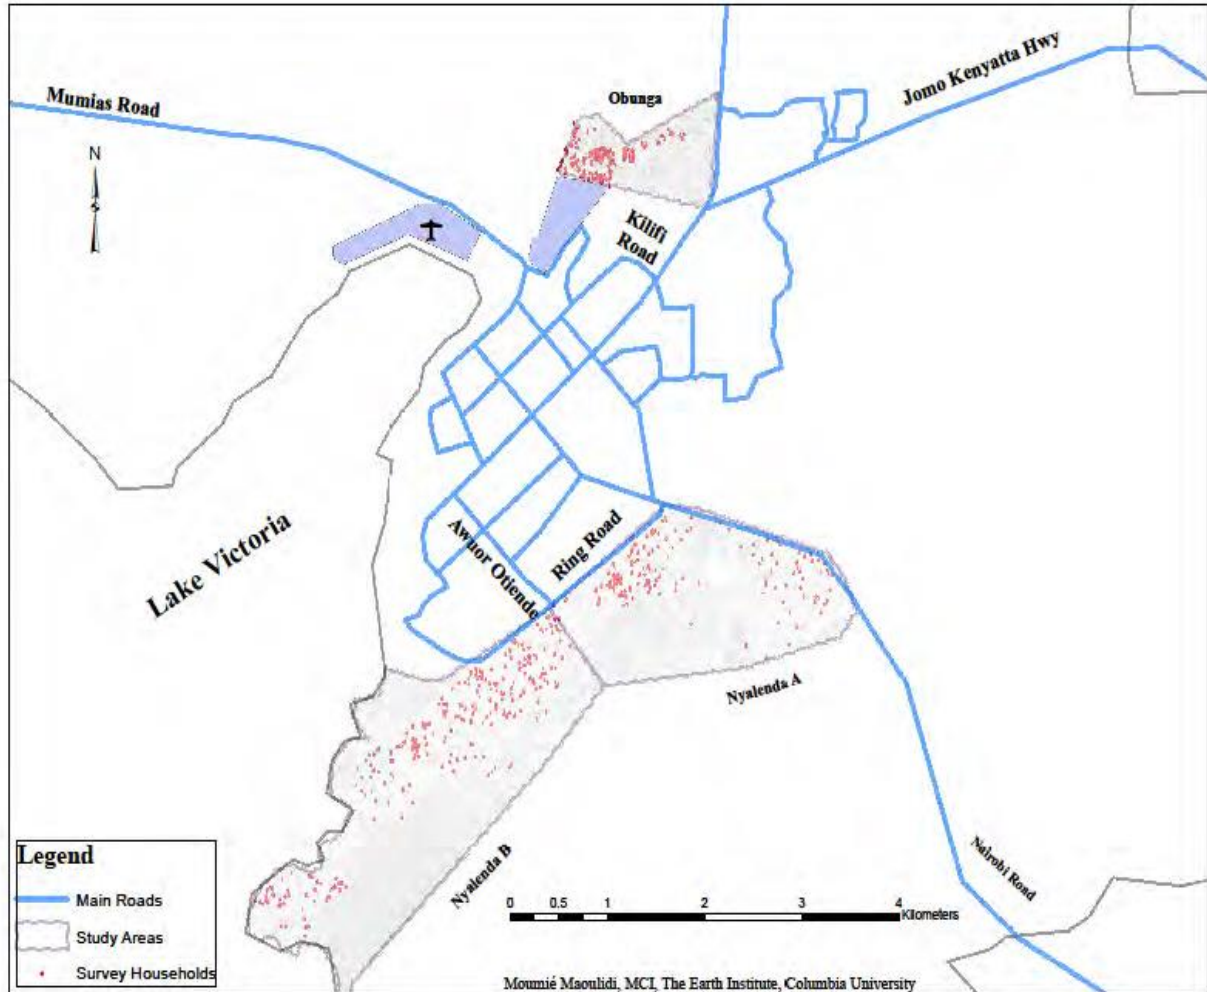 Obunga
Jomo Kenyatta Hwy
Mumias Road
N
Kilifi
Road
Lake Victoria
Awuor Otiende
Ring Road
Nyalenda A
Nyalenda B
Nairobi Road
Legend
Main Roads
Study Areas
Survey Households
0 0.5 1 2 3 4
Kilometers
Moumié Maoulidi, MCI, The Earth Institute, Columbia University